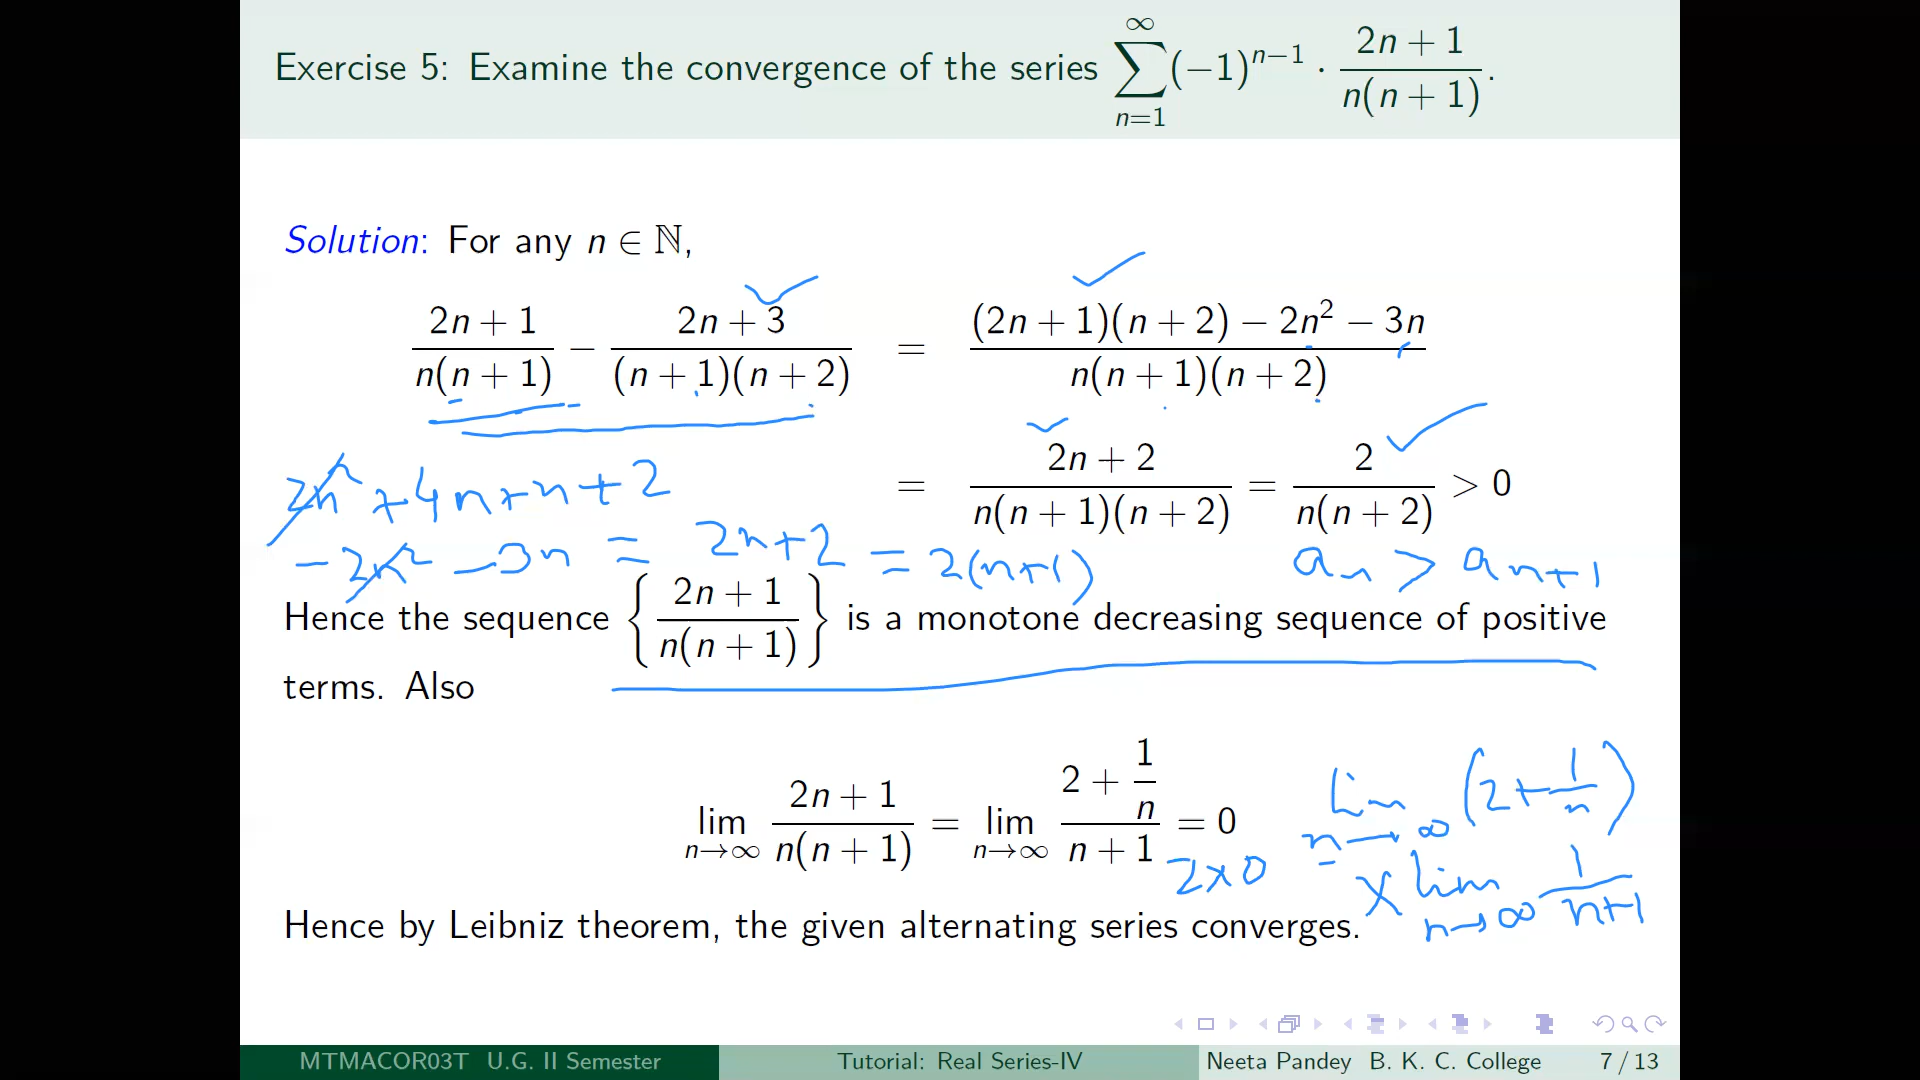 Exercise 5: Examine the convergence of the series ∑_{n=1}^{∞} (−1)^{n−1} · (2n + 1)/(n(n + 1)).
Solution: For any n ∈ ℕ,
(2n + 1)/(n(n + 1)) − (2n + 3)/((n + 1)(n + 2)) = ((2n + 1)(n + 2) − 2n² − 3n)/(n(n + 1)(n + 2))
= (2n + 2)/(n(n + 1)(n + 2)) = 2/(n(n + 2)) > 0
2n² + 4n + n + 2
− 2n² − 3n = 2n + 2 = 2(n+1)
a_n > a_{n+1}
Hence the sequence {(2n + 1)/(n(n + 1))} is a monotone decreasing sequence of positive
terms. Also
lim_{n→∞} (2n + 1)/(n(n + 1)) = lim_{n→∞} (2 + 1/n)/(n + 1) = 0
lim_{n→∞} (2 + 1/n)
2 × 0
× lim_{n→∞} 1/(n+1)
Hence by Leibniz theorem, the given alternating series converges.
MTMACOR03T U.G. II Semester Tutorial: Real Series-IV Neeta Pandey B. K. C. College 7 / 13